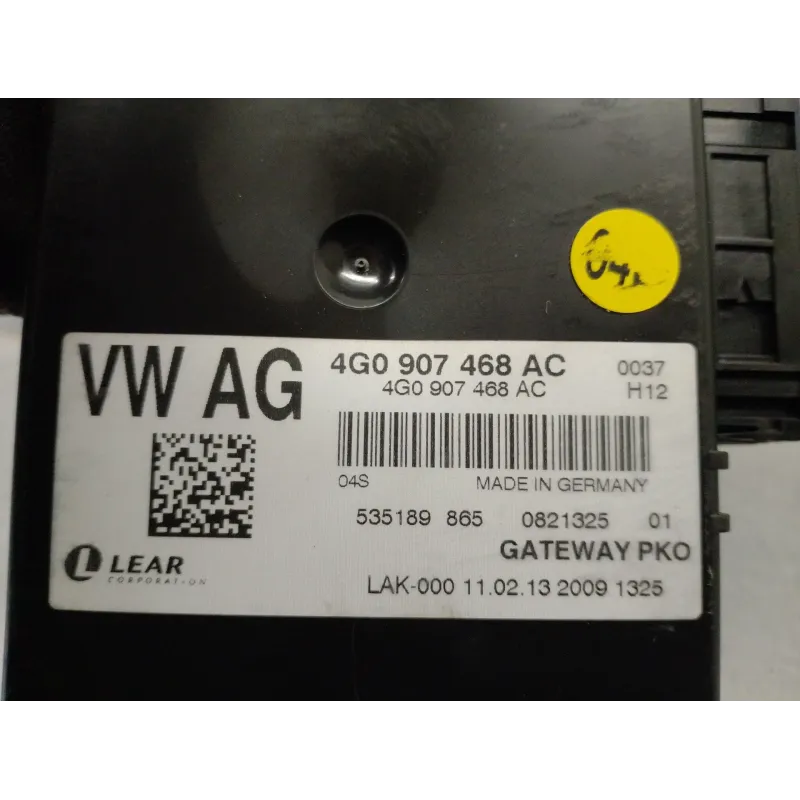 VW AG
4G0 907 468 AC 0037
4G0 907 468 AC H12
04S MADE IN GERMANY
535189 865 0821325 01
GATEWAY PKO
LEAR
CORPORATION
LAK-000 11.02.13 2009 1325